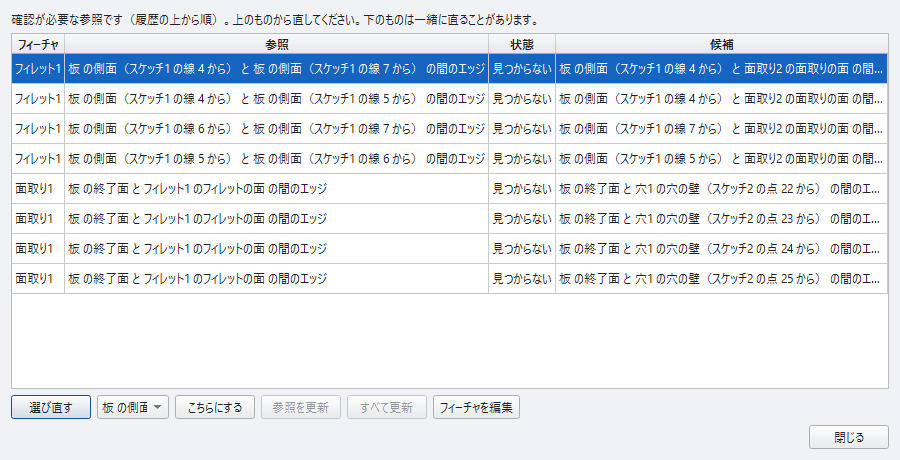 確認が必要な参照です（履歴の上から順）。上のものから直してください。下のものは一緒に直ることがあります。
フィーチャ 参照 状態 候補
フィレット1 板 の側面（スケッチ1 の線 4 から） と 板 の側面（スケッチ1 の線 7 から） の間のエッジ 見つからない 板 の側面（スケッチ1 の線 4 から） と 面取り2 の面取りの面 の間...
フィレット1 板 の側面（スケッチ1 の線 4 から） と 板 の側面（スケッチ1 の線 5 から） の間のエッジ 見つからない 板 の側面（スケッチ1 の線 4 から） と 面取り2 の面取りの面 の間...
フィレット1 板 の側面（スケッチ1 の線 6 から） と 板 の側面（スケッチ1 の線 7 から） の間のエッジ 見つからない 板 の側面（スケッチ1 の線 7 から） と 面取り2 の面取りの面 の間...
フィレット1 板 の側面（スケッチ1 の線 5 から） と 板 の側面（スケッチ1 の線 6 から） の間のエッジ 見つからない 板 の側面（スケッチ1 の線 5 から） と 面取り2 の面取りの面 の間...
面取り1 板 の終了面 と フィレット1 のフィレットの面 の間のエッジ 見つからない 板 の終了面 と 穴1 の穴の壁（スケッチ2 の点 22 から） の間のエ...
面取り1 板 の終了面 と フィレット1 のフィレットの面 の間のエッジ 見つからない 板 の終了面 と 穴1 の穴の壁（スケッチ2 の点 23 から） の間のエ...
面取り1 板 の終了面 と フィレット1 のフィレットの面 の間のエッジ 見つからない 板 の終了面 と 穴1 の穴の壁（スケッチ2 の点 24 から） の間のエ...
面取り1 板 の終了面 と フィレット1 のフィレットの面 の間のエッジ 見つからない 板 の終了面 と 穴1 の穴の壁（スケッチ2 の点 25 から） の間のエ...
選び直す 板 の側面 こちらにする 参照を更新 すべて更新 フィーチャを編集
閉じる